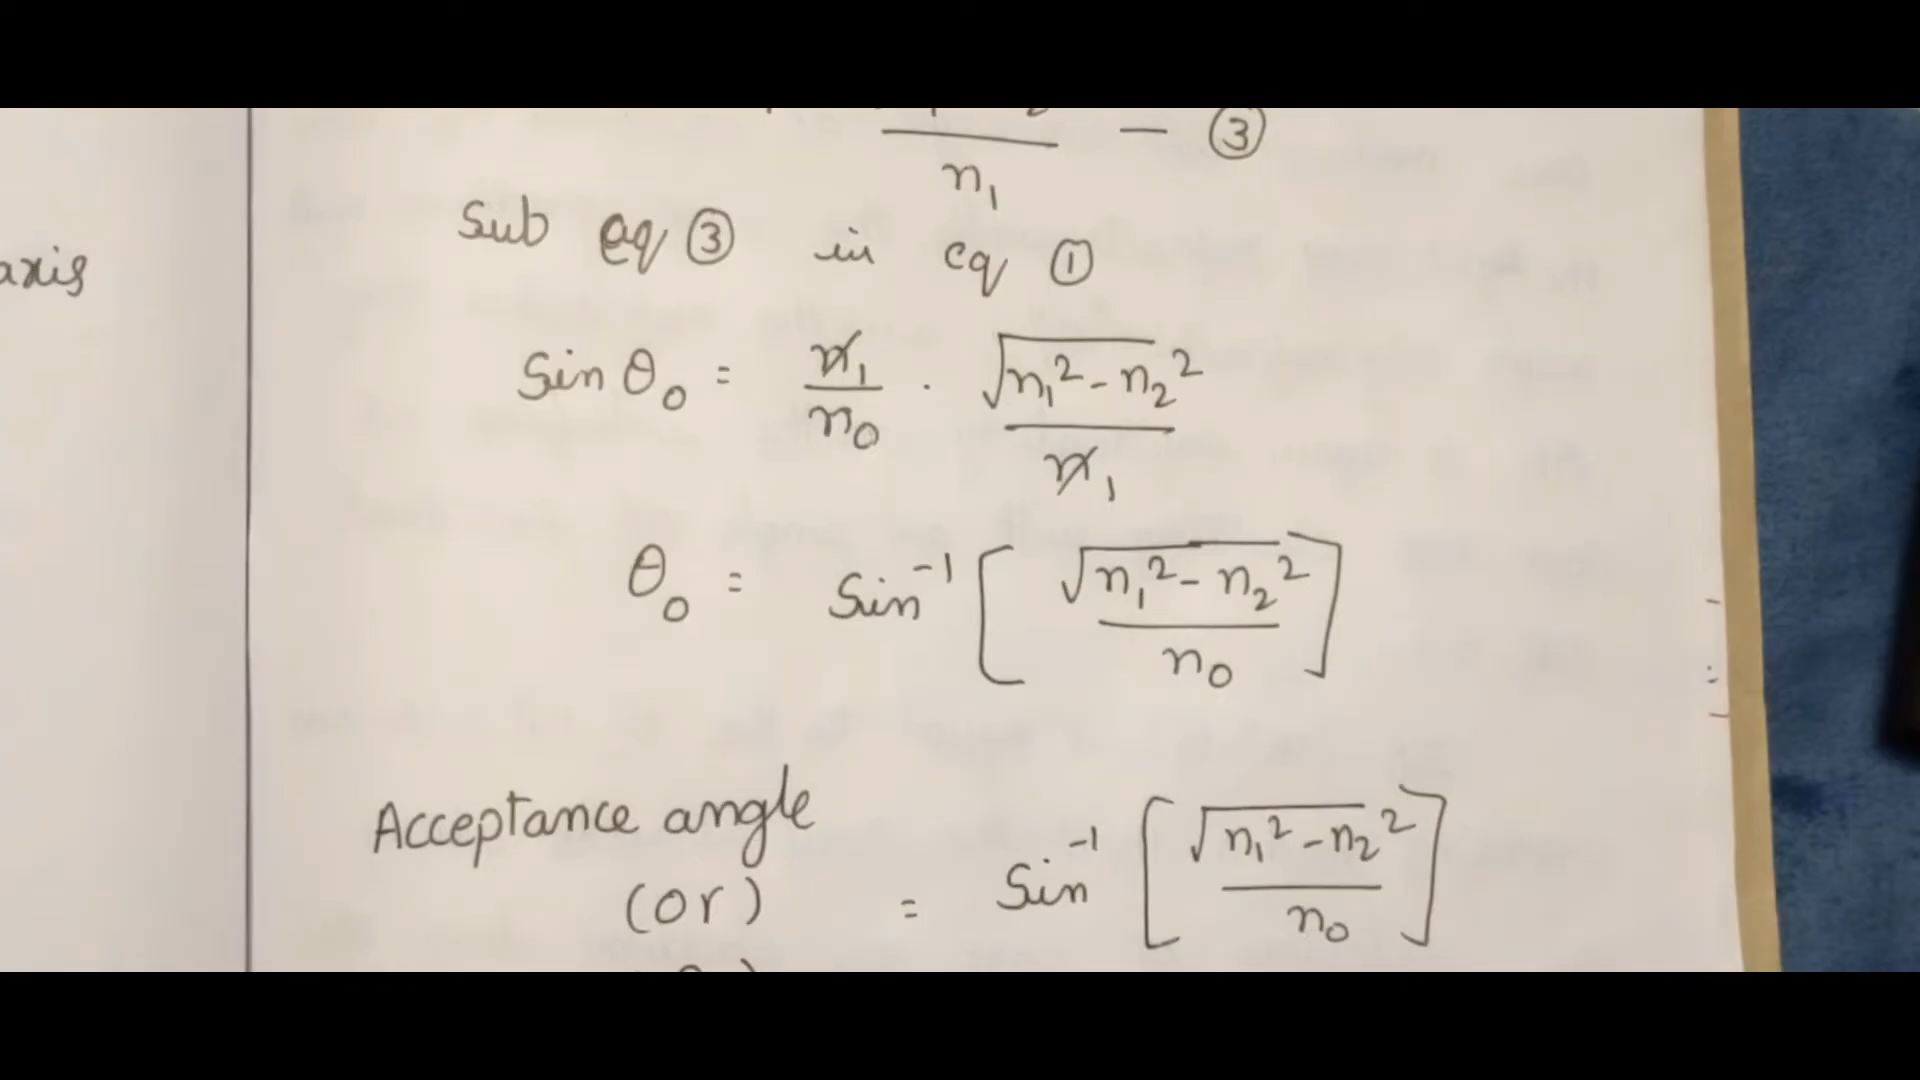 axis
n₁ — ③
Sub eq ③ in eq ①
Sin θ₀ = n₁/n₀ · √(n₁² - n₂²)/n₁
θ₀ = Sin⁻¹ [√(n₁² - n₂²)/n₀]
Acceptance angle
(or) = Sin⁻¹ [√(n₁² - n₂²)/n₀]